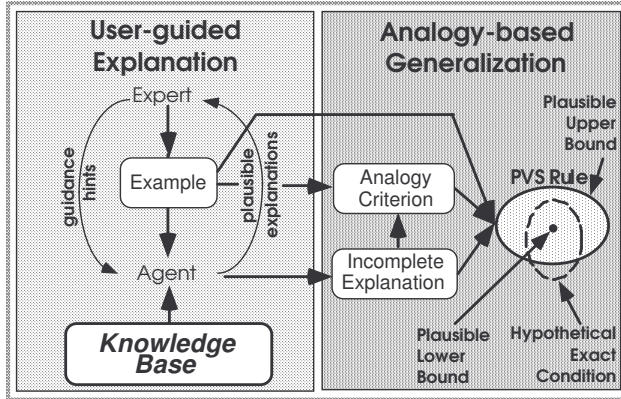 User-guided
Explanation
Expert
guidance
hints
Example
plausible
explanations
Agent
Knowledge
Base
Analogy-based
Generalization
Plausible
Upper
Bound
PVS Rule
Analogy
Criterion
Incomplete
Explanation
Plausible
Lower
Bound
Hypothetical
Exact
Condition